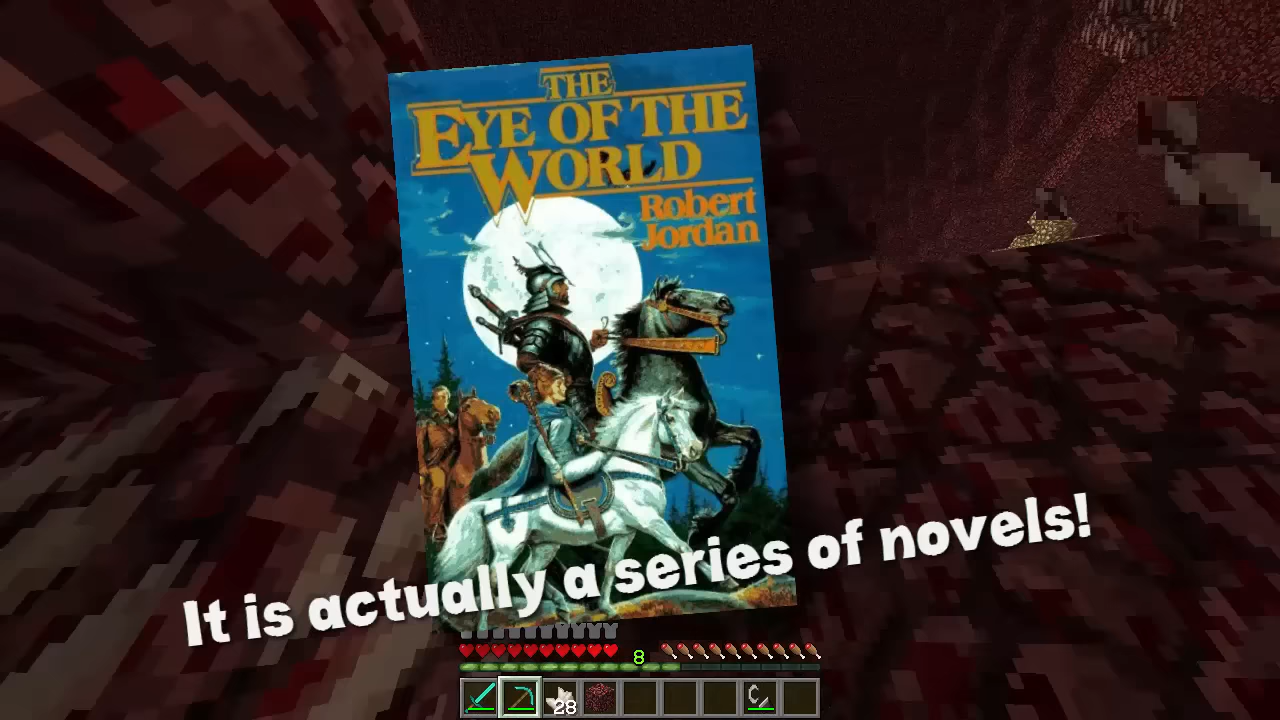 THE
EYE OF THE
WORLD
Robert
Jordan
It is actually a series of novels!
8
28